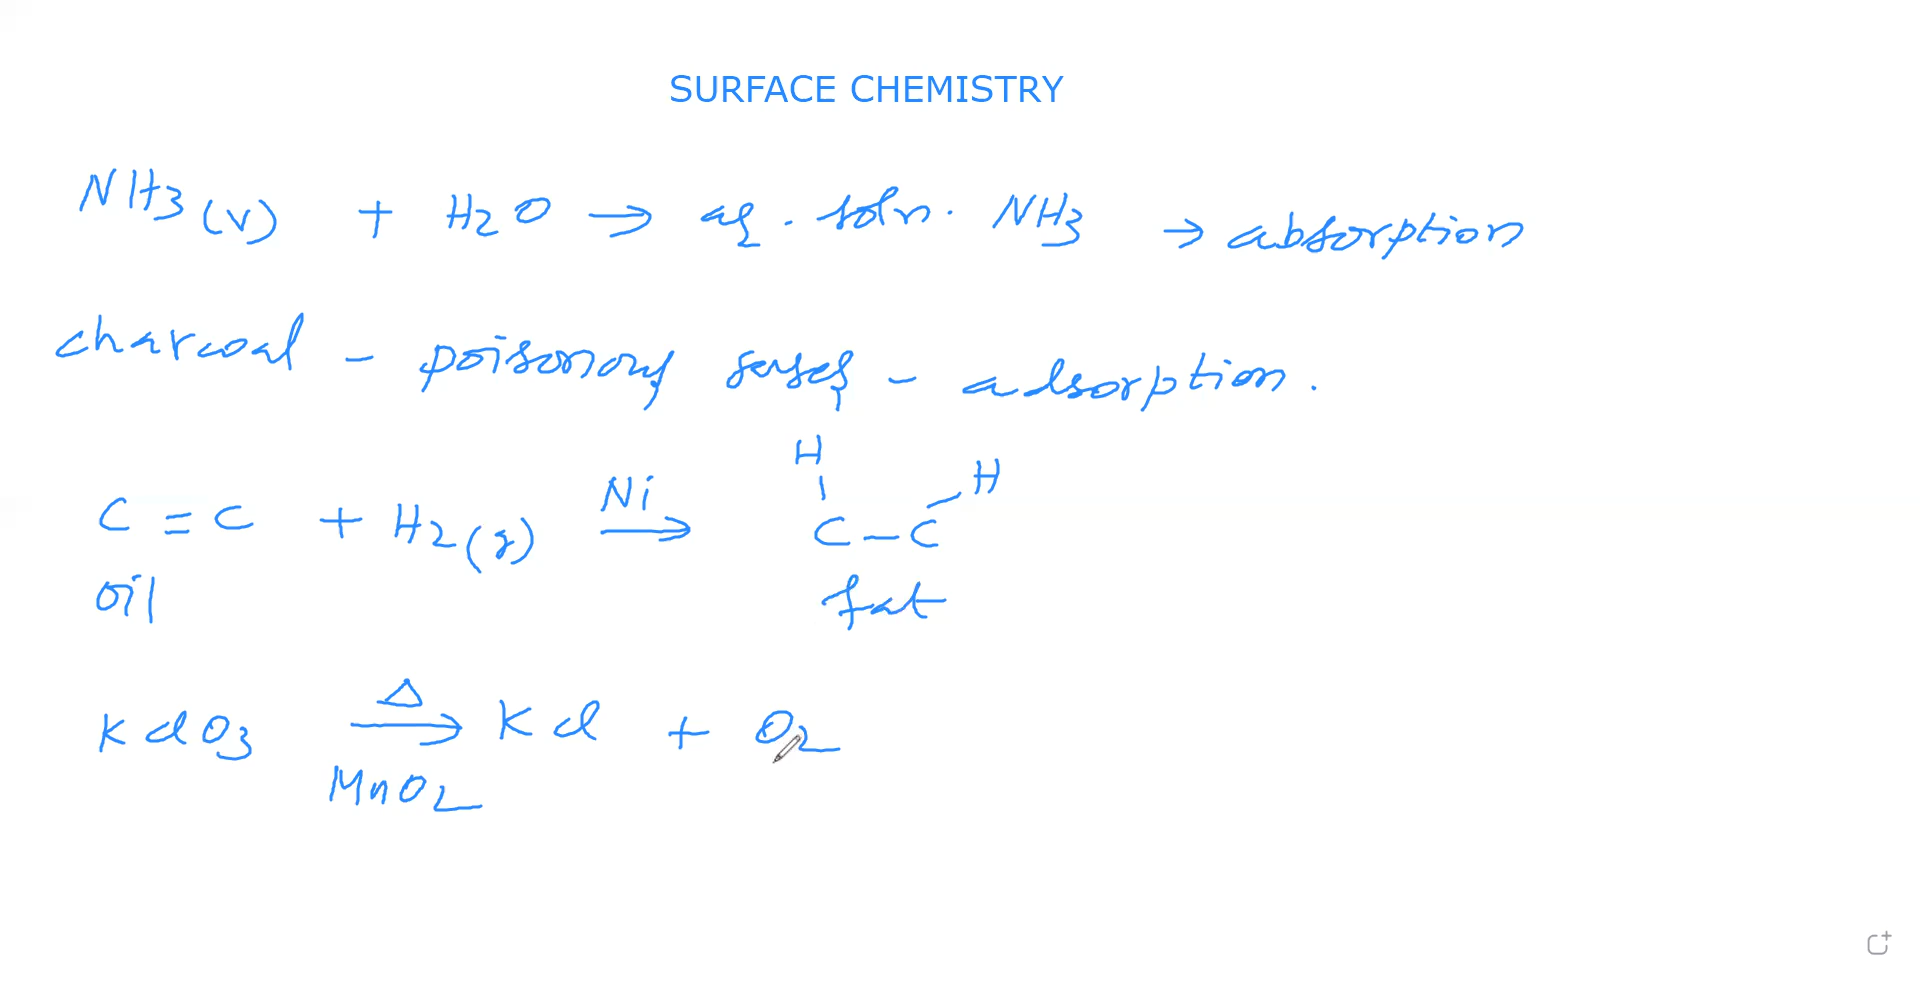 SURFACE CHEMISTRY
NH3(v) + H2O → aq. soln. NH3 → absorption
charcoal - poisonous gases - adsorption.
H
H
Ni
C = C + H2(g) → C - C
oil fat
Δ
KClO3 → KCl + O2
MnO2